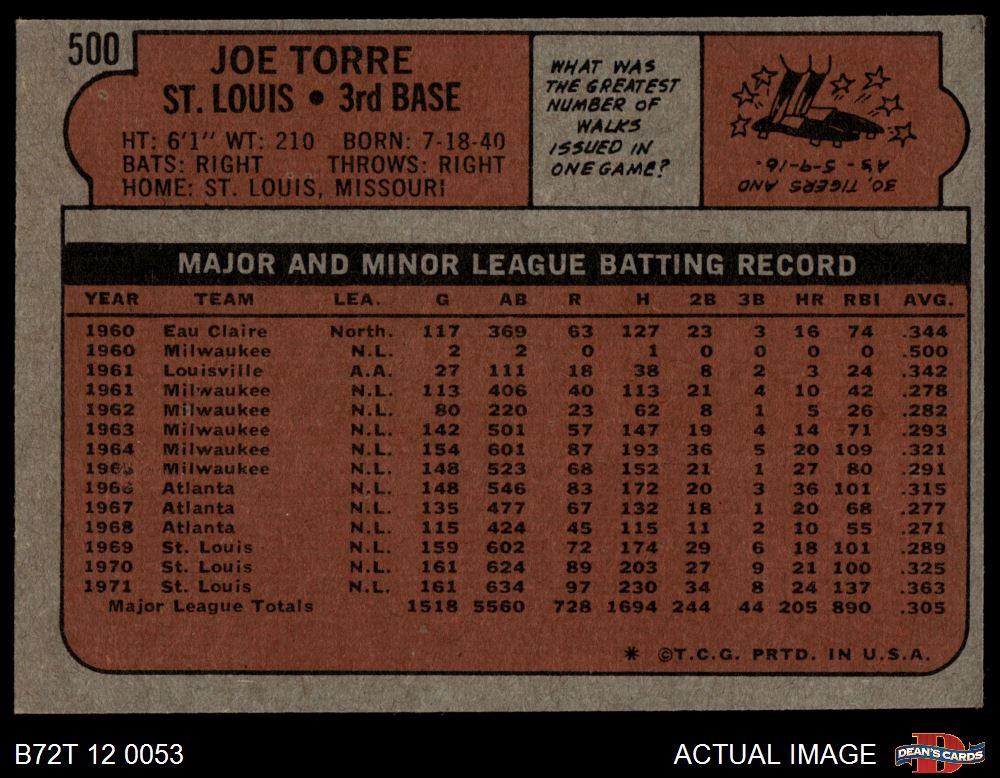 500
JOE TORRE
ST. LOUIS • 3rd BASE
HT: 6'1" WT: 210 BORN: 7-18-40
BATS: RIGHT THROWS: RIGHT
HOME: ST. LOUIS, MISSOURI
WHAT WAS
THE GREATEST
NUMBER OF
WALKS
ISSUED IN
ONE GAME?
30, TIGERS AND
A'S - 5-9-16.
MAJOR AND MINOR LEAGUE BATTING RECORD
YEAR TEAM LEA. G AB R H 2B 3B HR RBI AVG.
1960 Eau Claire North. 117 369 63 127 23 3 16 74 .344
1960 Milwaukee N.L. 2 2 0 1 0 0 0 0 .500
1961 Louisville A.A. 27 111 18 38 8 2 3 24 .342
1961 Milwaukee N.L. 113 406 40 113 21 4 10 42 .278
1962 Milwaukee N.L. 80 220 23 62 8 1 5 26 .282
1963 Milwaukee N.L. 142 501 57 147 19 4 14 71 .293
1964 Milwaukee N.L. 154 601 87 193 36 5 20 109 .321
1965 Milwaukee N.L. 148 523 68 152 21 1 27 80 .291
1966 Atlanta N.L. 148 546 83 172 20 3 36 101 .315
1967 Atlanta N.L. 135 477 67 132 18 1 20 68 .277
1968 Atlanta N.L. 115 424 45 115 11 2 10 55 .271
1969 St. Louis N.L. 159 602 72 174 29 6 18 101 .289
1970 St. Louis N.L. 161 624 89 203 27 9 21 100 .325
1971 St. Louis N.L. 161 634 97 230 34 8 24 137 .363
Major League Totals 1518 5560 728 1694 244 44 205 890 .305
* ©T.C.G. PRTD. IN U.S.A.
B72T 12 0053
ACTUAL IMAGE
DEAN'S CARDS